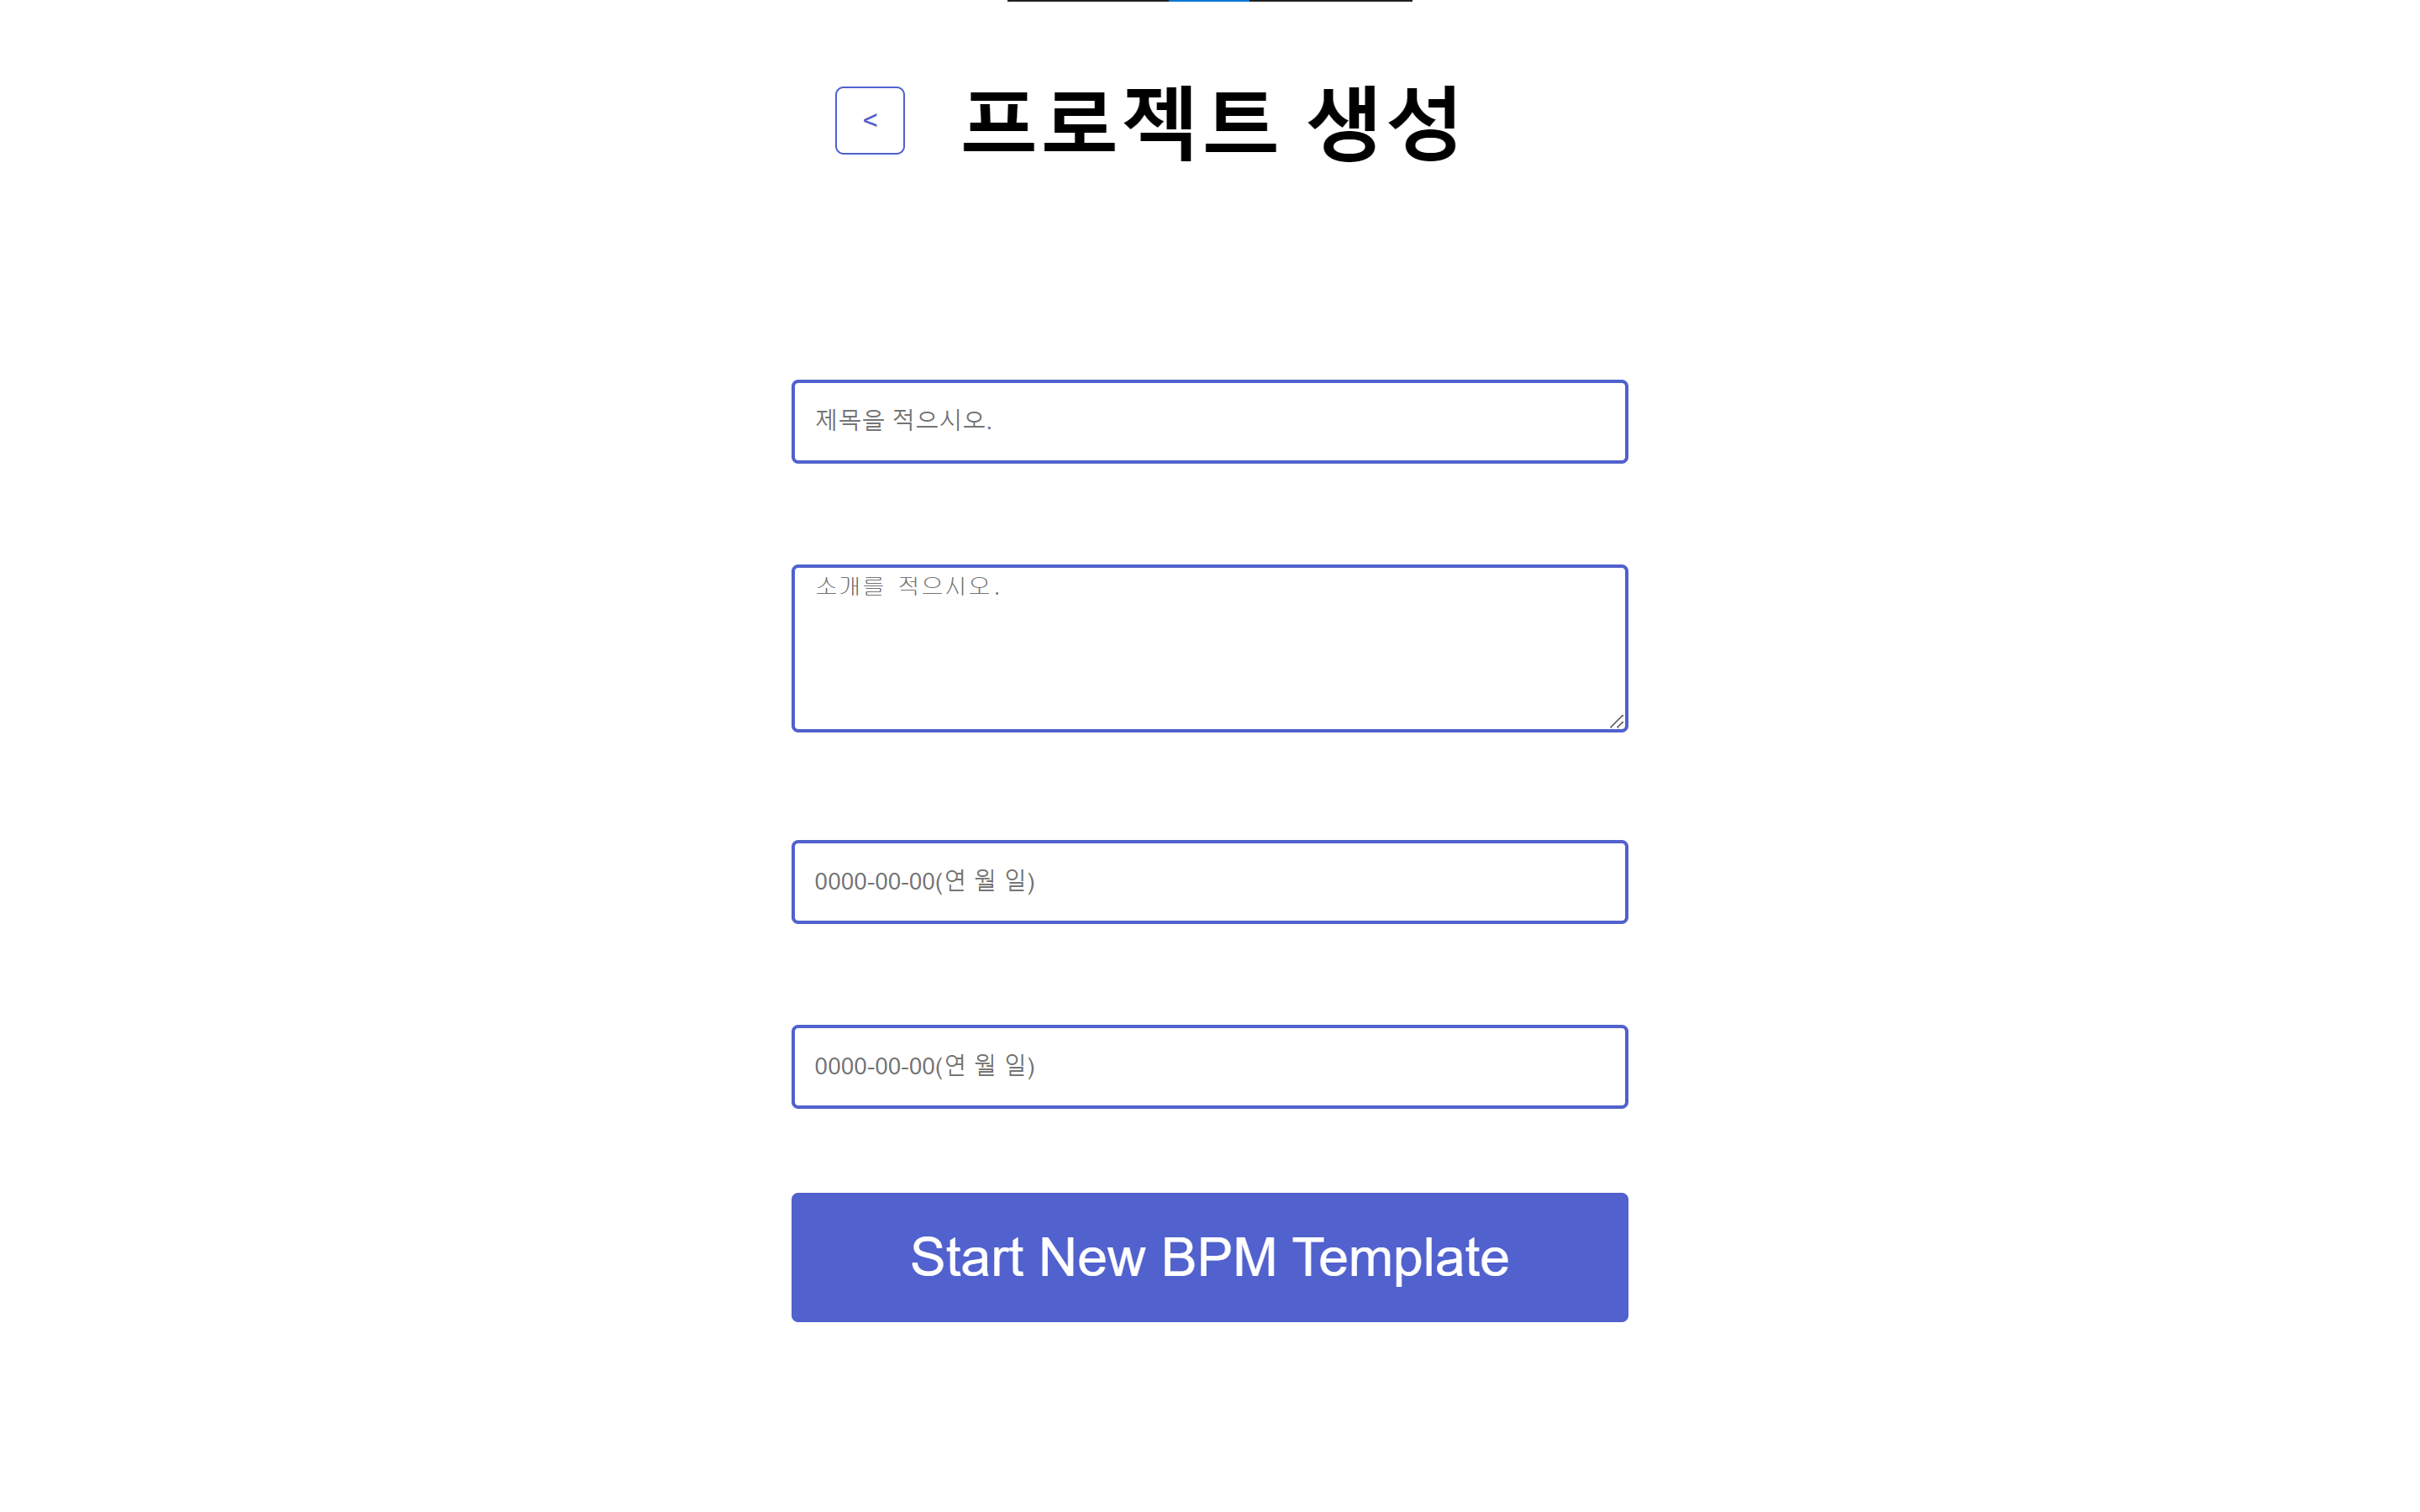 < 프로젝트 생성
제목을 적으시오.
소개를 적으시오.
0000-00-00(연 월 일)
0000-00-00(연 월 일)
Start New BPM Template